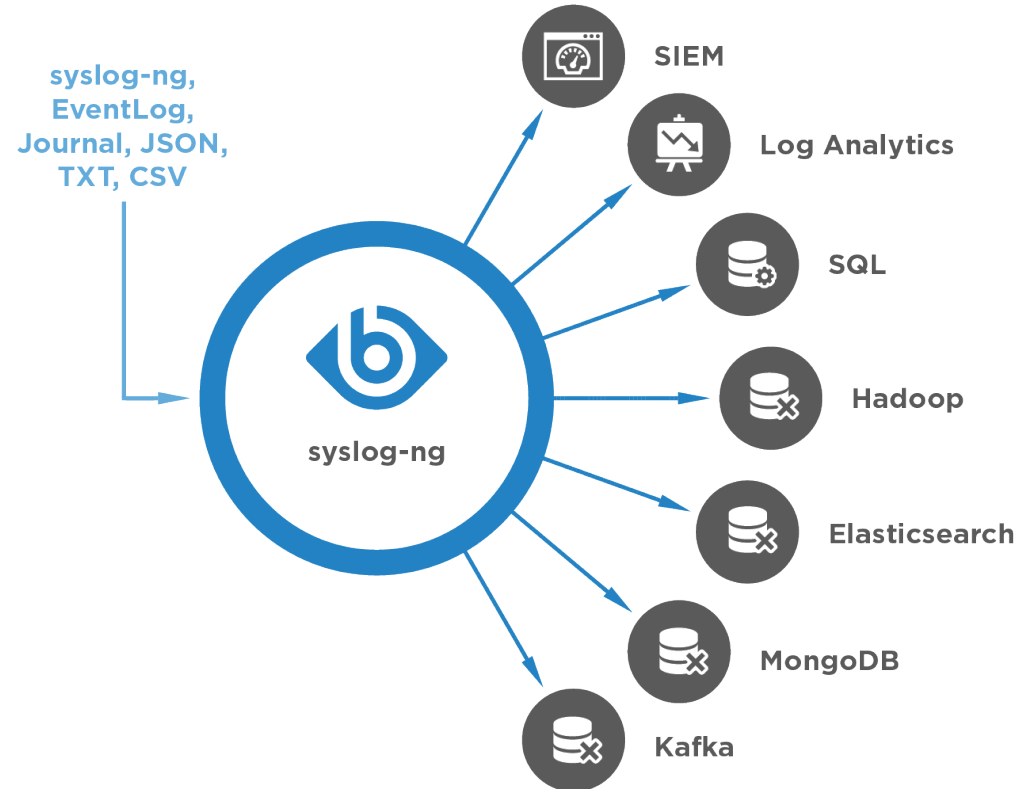 syslog-ng,
EventLog,
Journal, JSON,
TXT, CSV
SIEM
Log Analytics
SQL
syslog-ng
Hadoop
Elasticsearch
MongoDB
Kafka